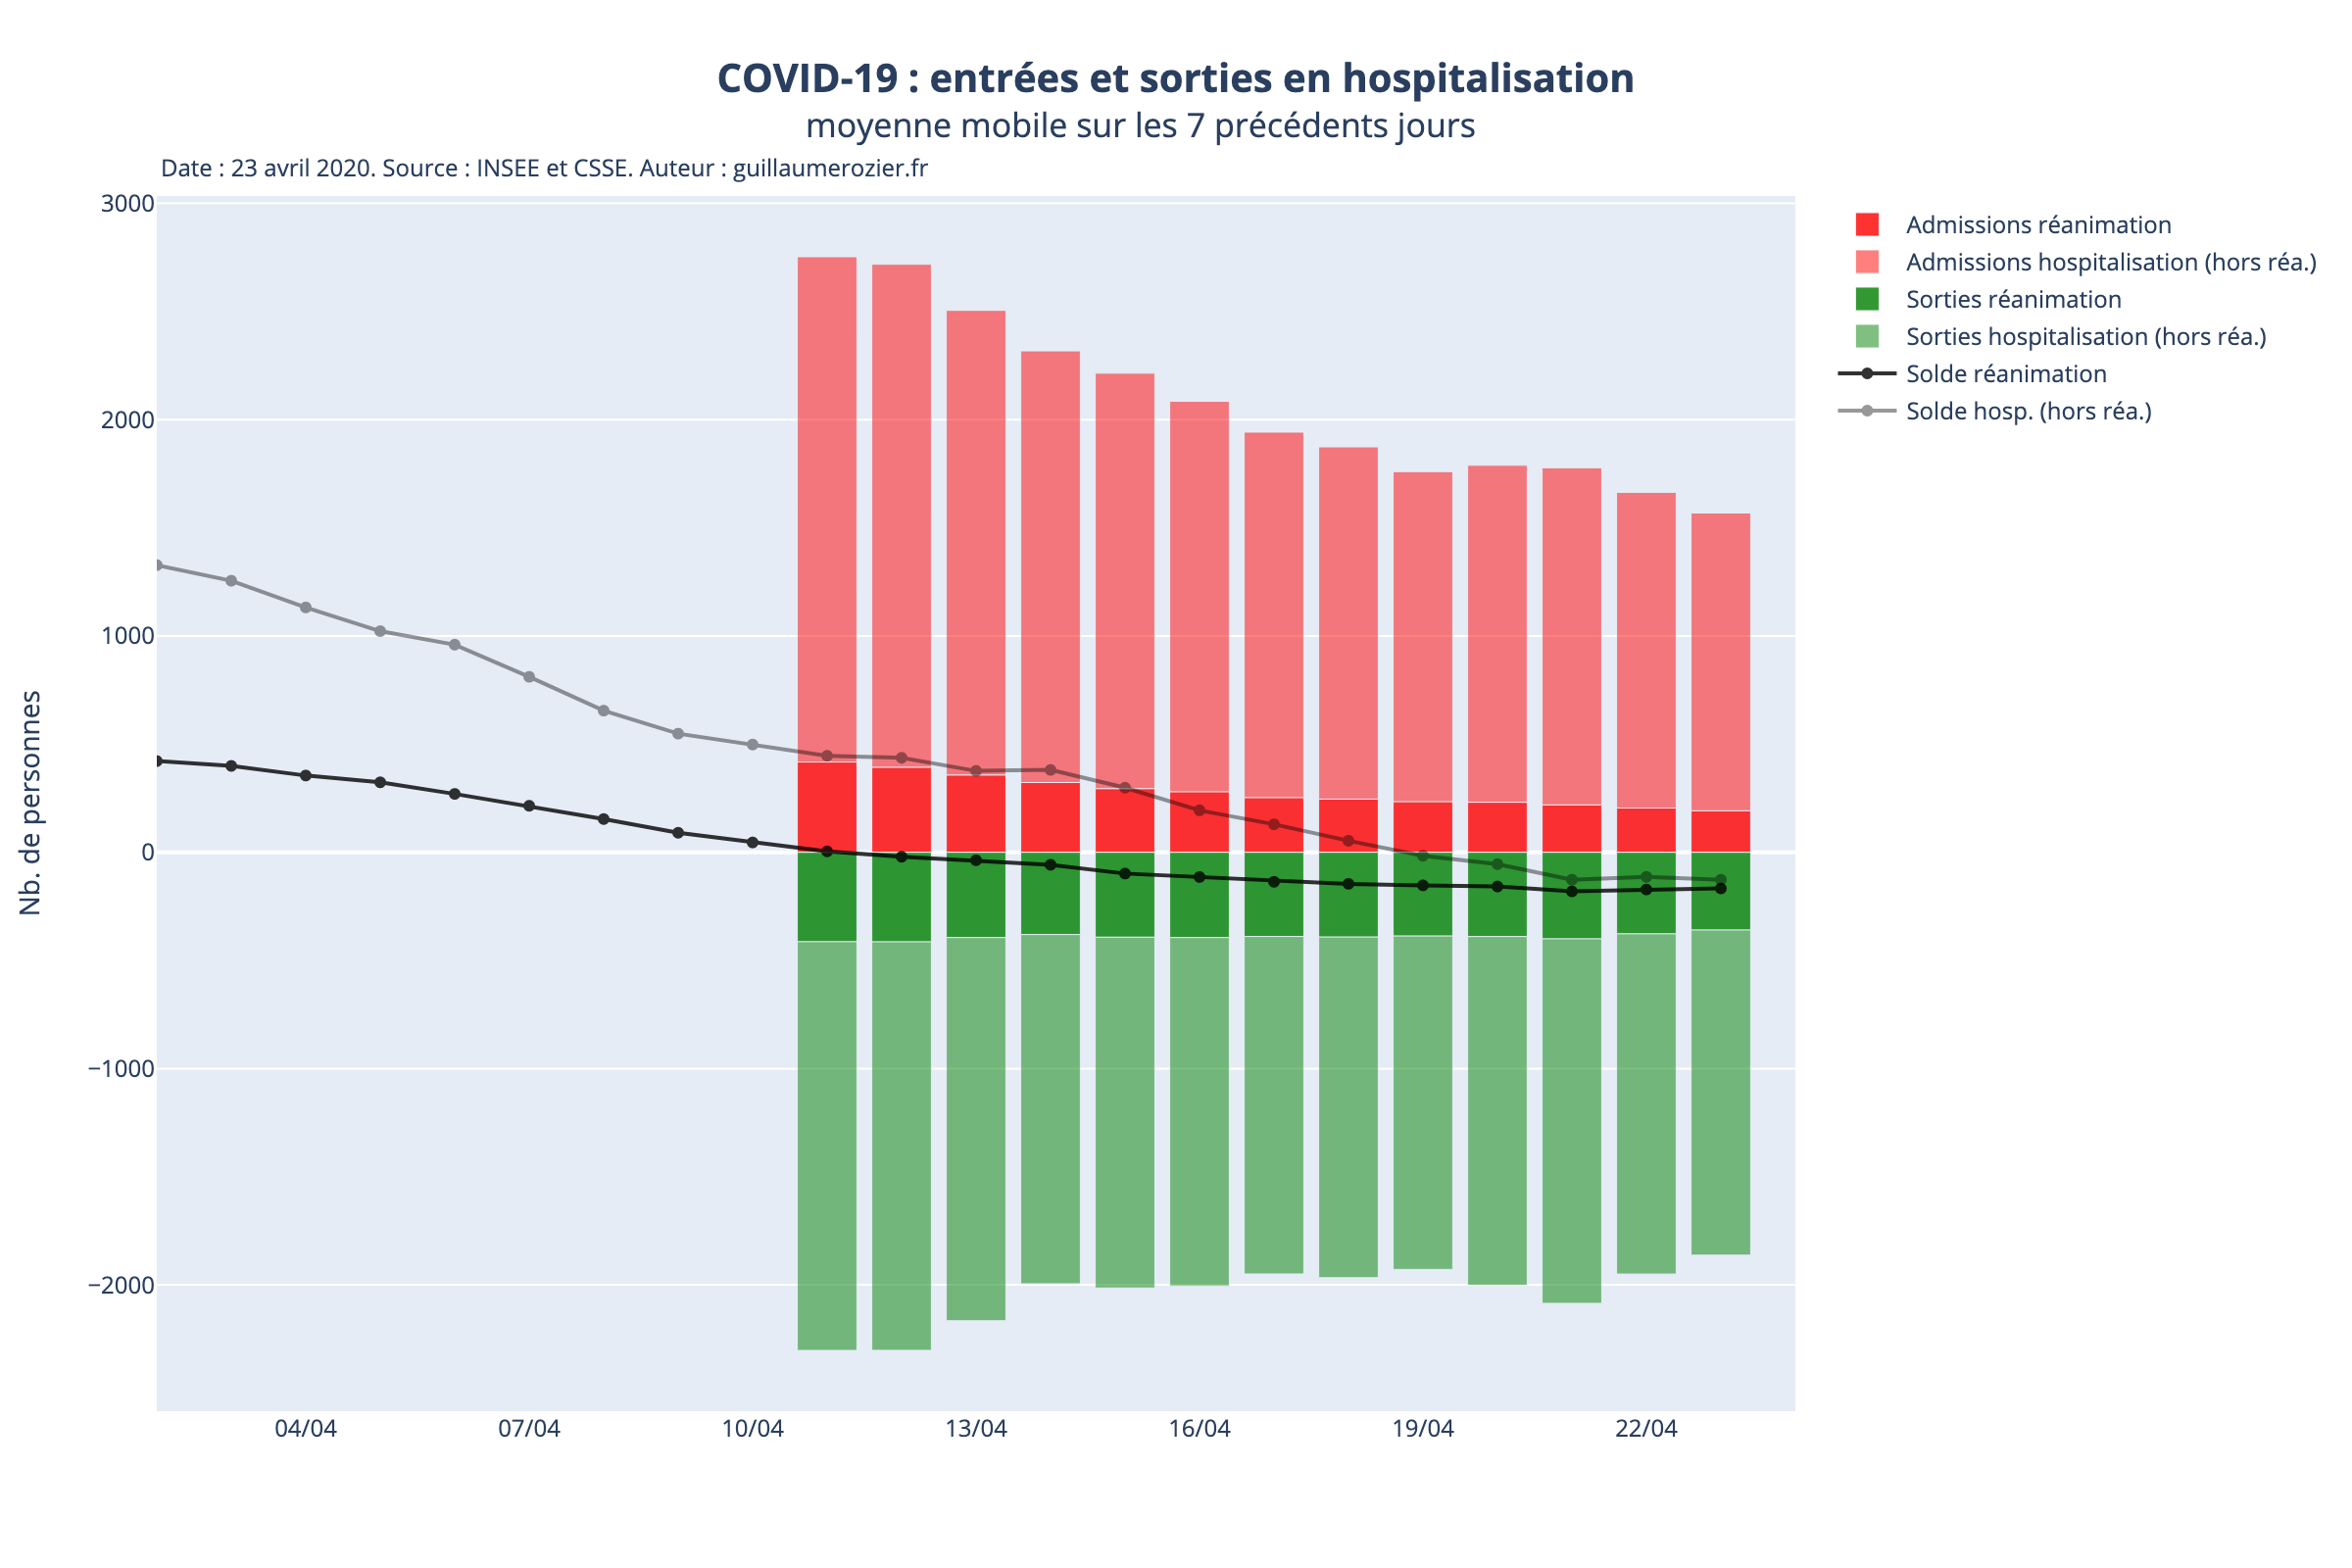 COVID-19 : entrées et sorties en hospitalisation
moyenne mobile sur les 7 précédents jours
Date : 23 avril 2020. Source : INSEE et CSSE. Auteur : guillaumerozier.fr
Admissions réanimation
Admissions hospitalisation (hors réa.)
Sorties réanimation
Sorties hospitalisation (hors réa.)
Solde réanimation
Solde hosp. (hors réa.)
Nb. de personnes
3000
2000
1000
0
−1000
−2000
04/04 07/04 10/04 13/04 16/04 19/04 22/04